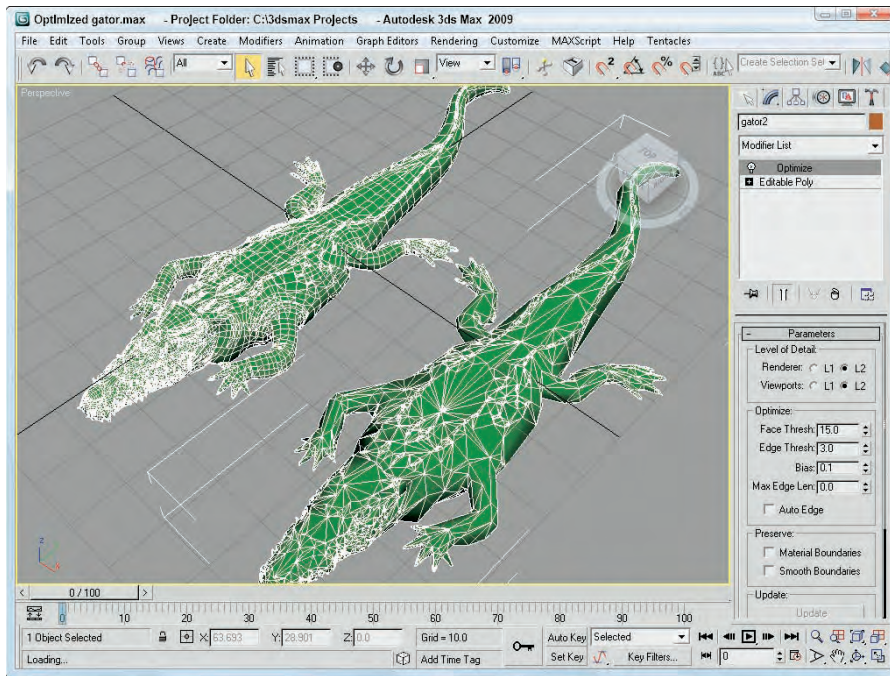 OptImIzed gator.max - Project Folder: C:\3dsmax Projects - Autodesk 3ds Max 2009
File Edit Tools Group Views Create Modifiers Animation Graph Editors Rendering Customize MAXScript Help Tentacles
All View Create Selection Set
Perspective
TOP
gator2
Modifier List
Optimize
Editable Poly
Parameters
Level of Detail:
Renderer: L1 L2
Viewports: L1 L2
Optimize:
Face Thresh: 15.0
Edge Thresh: 3.0
Bias: 0.1
Max Edge Len: 0.0
Auto Edge
Preserve:
Material Boundaries
Smooth Boundaries
Update:
Update
z
< 0 / 100 >
0 10 20 30 40 50 60 70 80 90 100
1 Object Selected X: 63.693 Y: 28.901 Z: 0.0 Grid = 10.0 Auto Key Selected
Loading... Add Time Tag Set Key Key Filters... 0